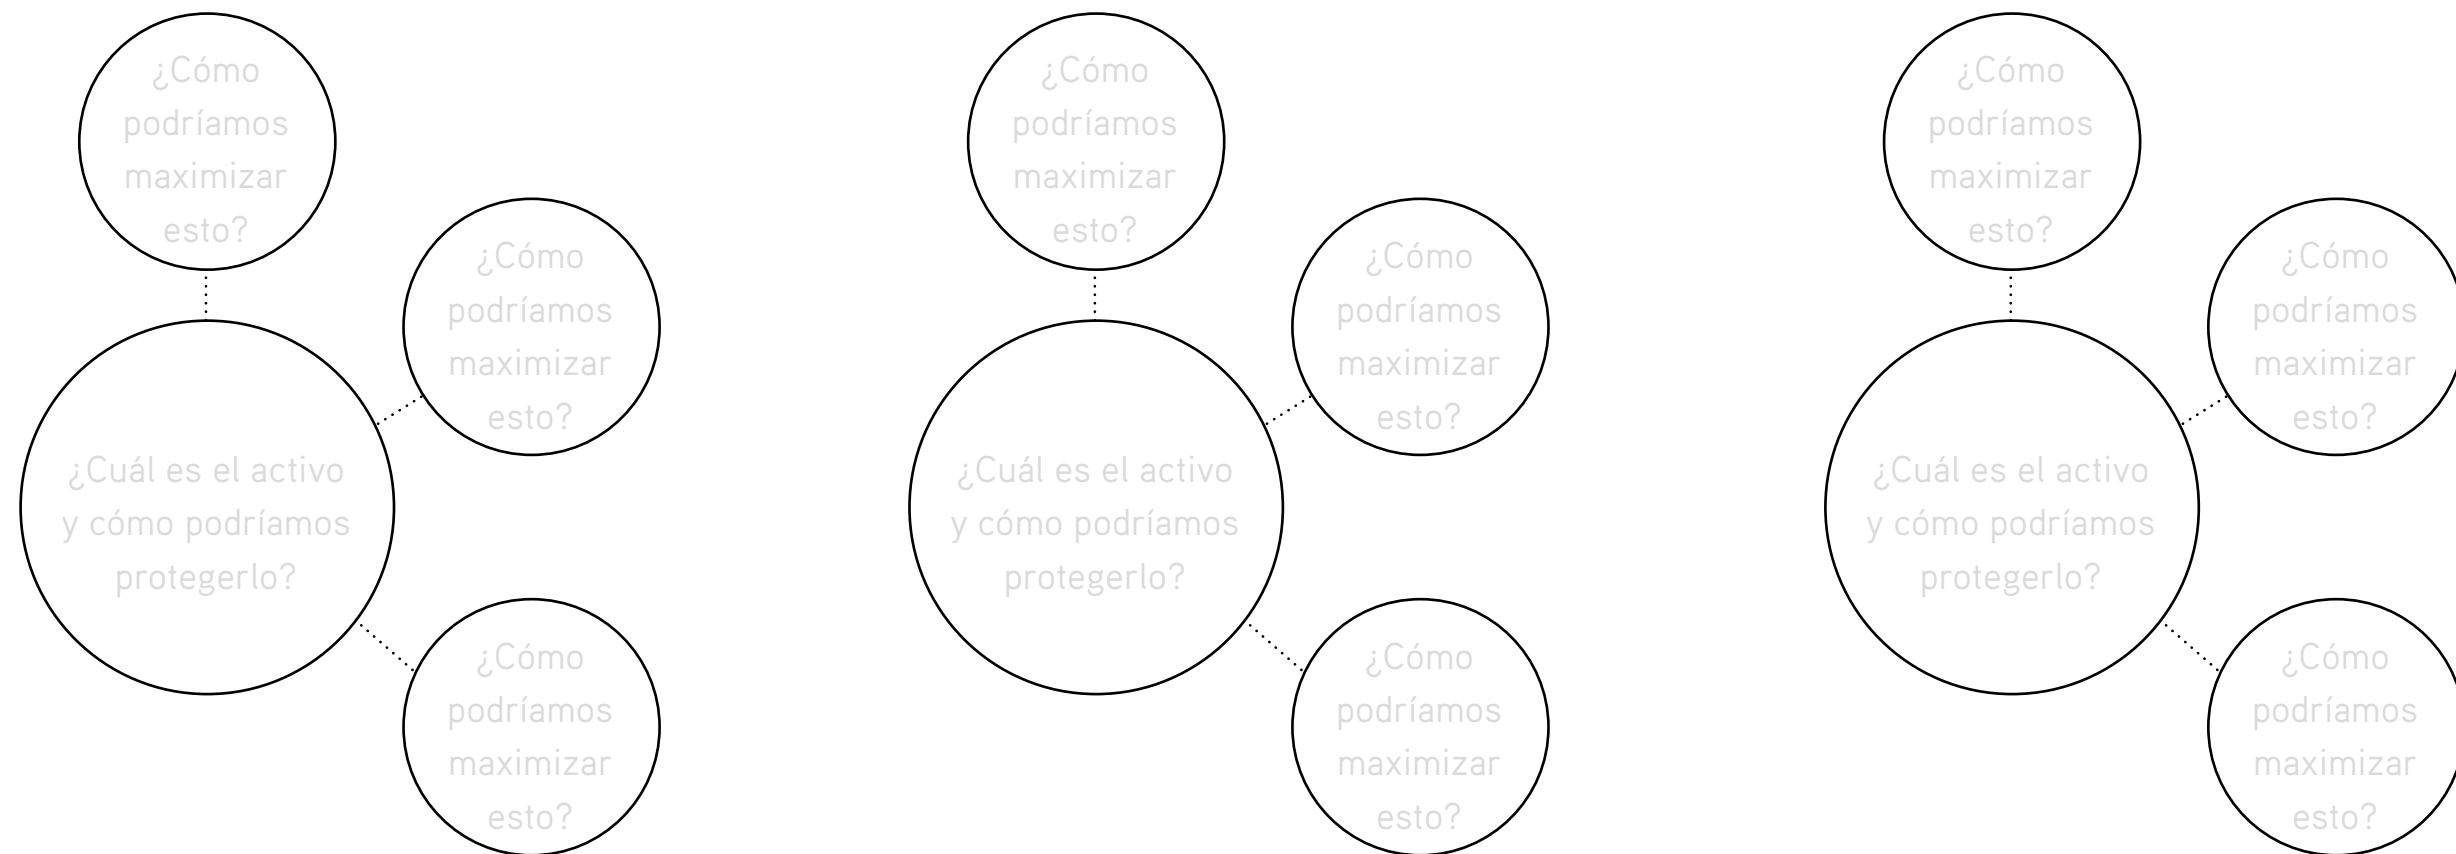 ¿Cómo
podríamos
maximizar
esto?
¿Cómo
podríamos
maximizar
esto?
¿Cuál es el activo
y cómo podríamos
protegerlo?
¿Cómo
podríamos
maximizar
esto?
¿Cómo
podríamos
maximizar
esto?
¿Cómo
podríamos
maximizar
esto?
¿Cuál es el activo
y cómo podríamos
protegerlo?
¿Cómo
podríamos
maximizar
esto?
¿Cómo
podríamos
maximizar
esto?
¿Cómo
podríamos
maximizar
esto?
¿Cuál es el activo
y cómo podríamos
protegerlo?
¿Cómo
podríamos
maximizar
esto?